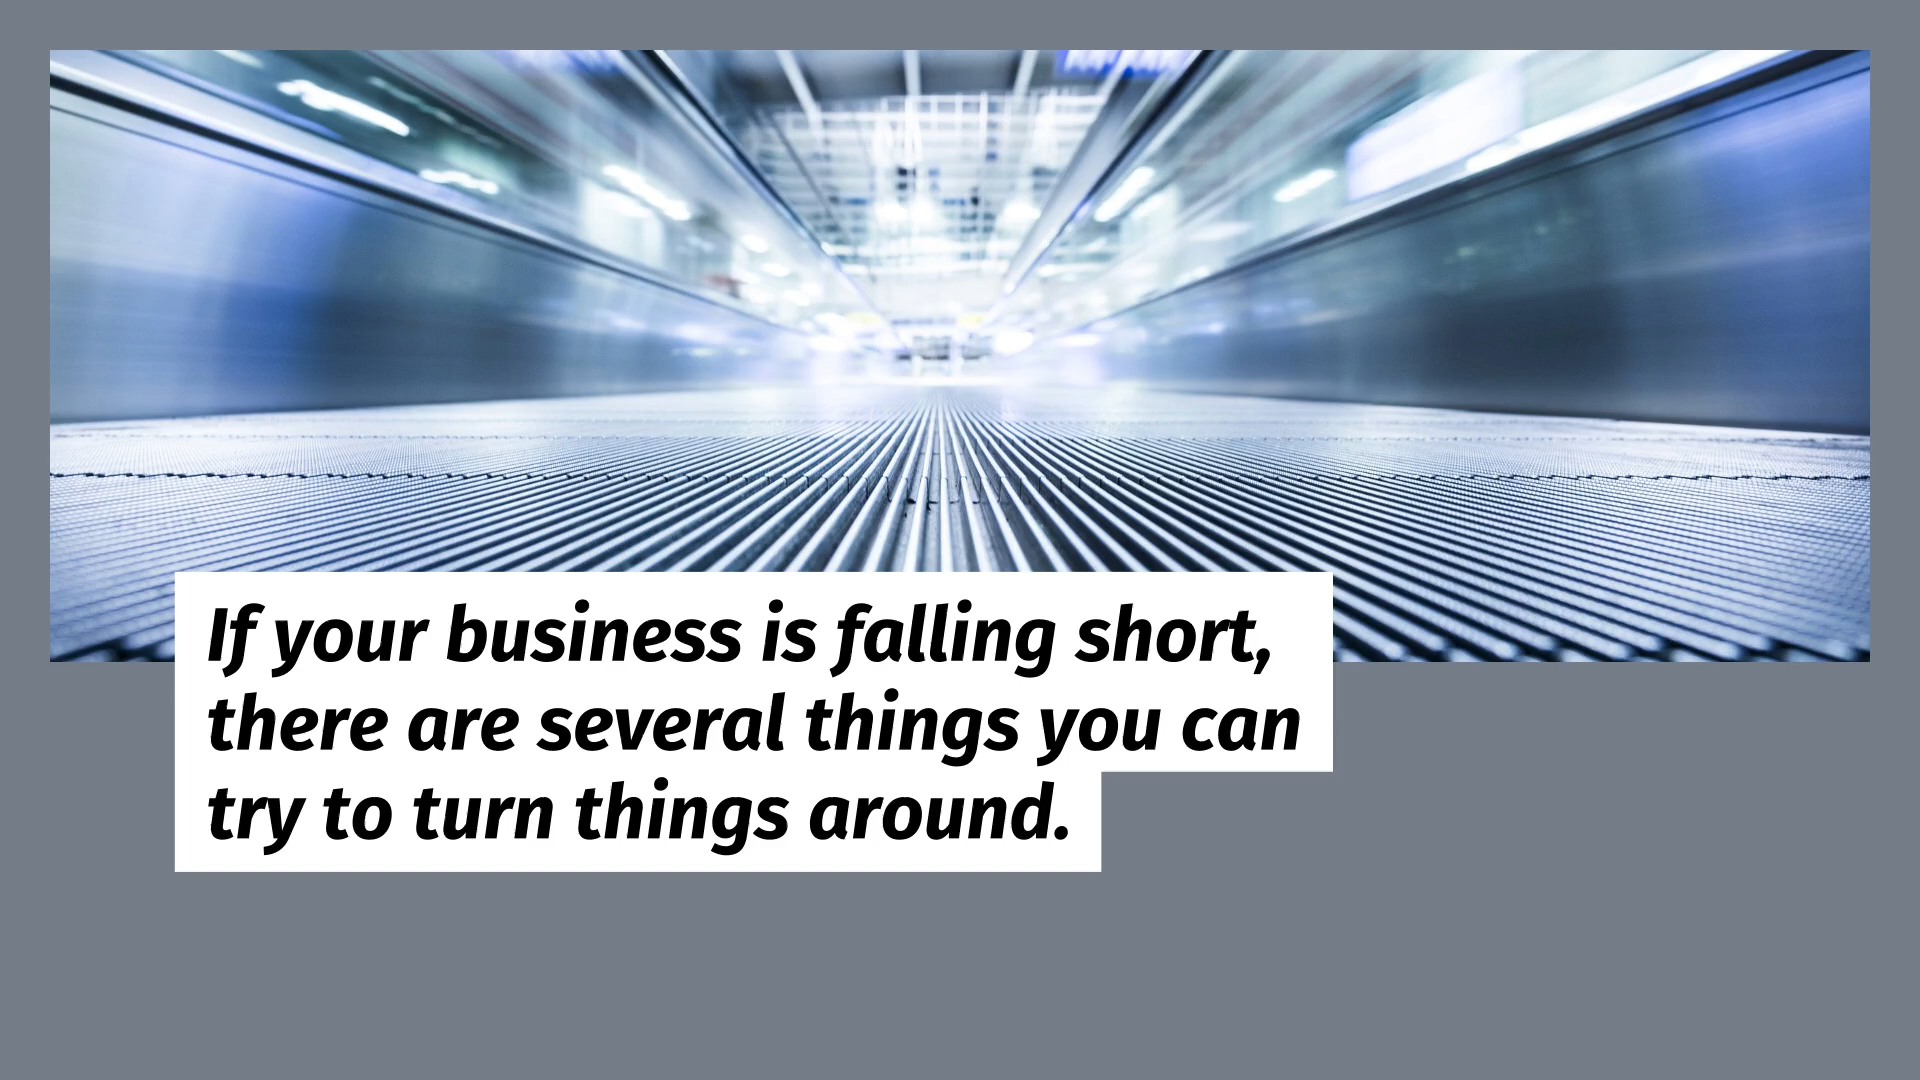 If your business is falling short,
there are several things you can
try to turn things around.